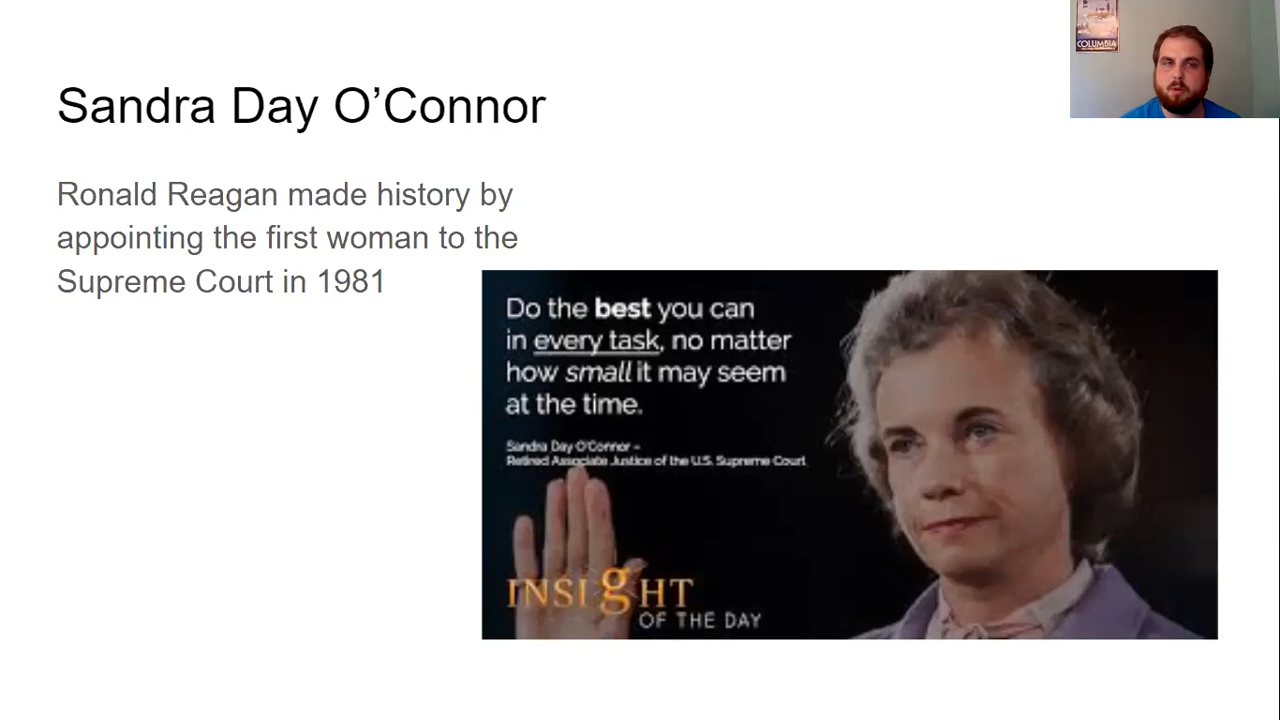 COLUMBIA
Sandra Day O’Connor
Ronald Reagan made history by
appointing the first woman to the
Supreme Court in 1981
Do the best you can
in every task, no matter
how small it may seem
at the time.
Sandra Day O'Connor –
Retired Associate Justice of the U.S. Supreme Court
INSIGHT
OF THE DAY